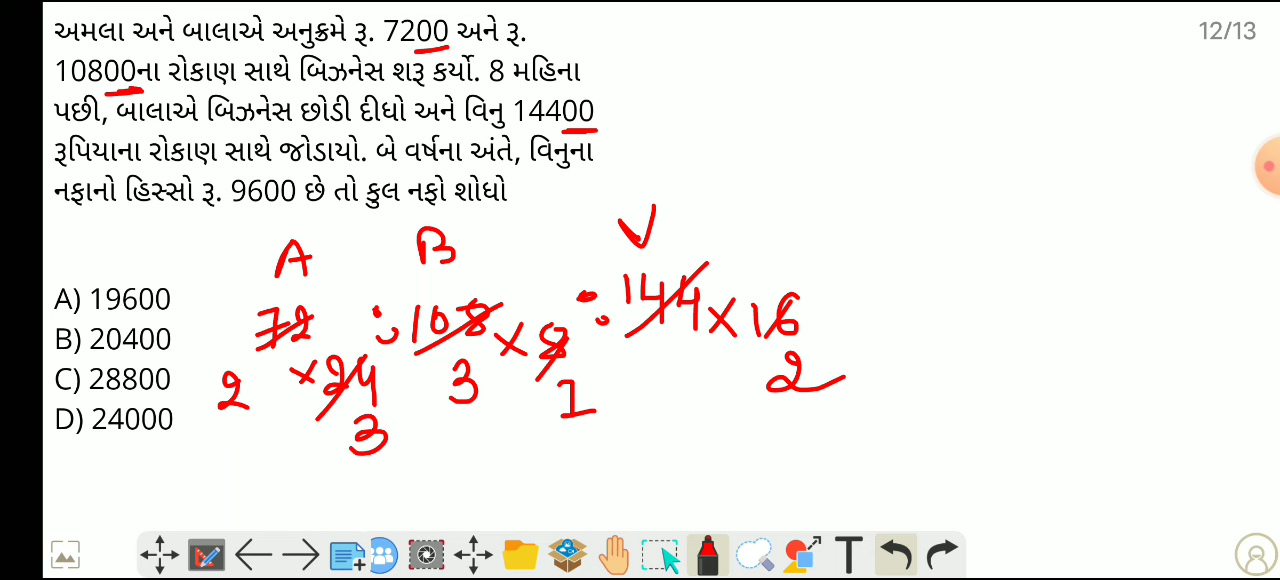 અમલા અને બાલાએ અનુક્રમે રૂ. 7200 અને રૂ.
12/13
10800ના રોકાણ સાથે બિઝનેસ શરૂ કર્યો. 8 મહિના
પછી, બાલાએ બિઝનેસ છોડી દીધો અને વિનુ 14400
રૂપિયાના રોકાણ સાથે જોડાયો. બે વર્ષના અંતે, વિનુના
નફાનો હિસ્સો રૂ. 9600 છે તો કુલ નફો શોધો
A B V
72 : 108 × 8 : 144 × 16
2 × 24 3 1 2
3
A) 19600
B) 20400
C) 28800
D) 24000
T